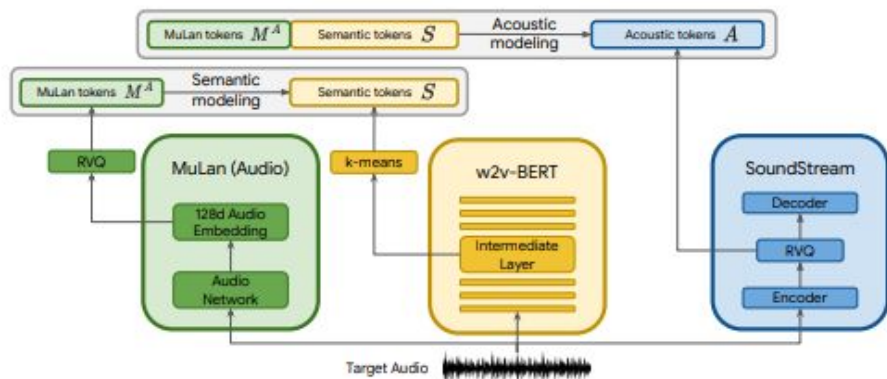 MuLan tokens M^A Semantic tokens S Acoustic modeling Acoustic tokens A
MuLan tokens M^A Semantic modeling Semantic tokens S
RVQ
MuLan (Audio)
128d Audio
Embedding
Audio
Network
k-means
w2v-BERT
Intermediate
Layer
SoundStream
Decoder
RVQ
Encoder
Target Audio